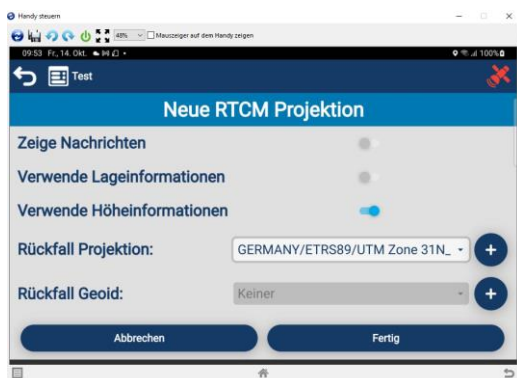 Handy steuern
48% Mauszeiger auf dem Handy zeigen
09:53 Fr., 14. Okt. 100%
Test
Neue RTCM Projektion
Zeige Nachrichten
Verwende Lageinformationen
Verwende Höheinformationen
Rückfall Projektion: GERMANY/ETRS89/UTM Zone 31N_ +
Rückfall Geoid: Keiner +
Abbrechen Fertig